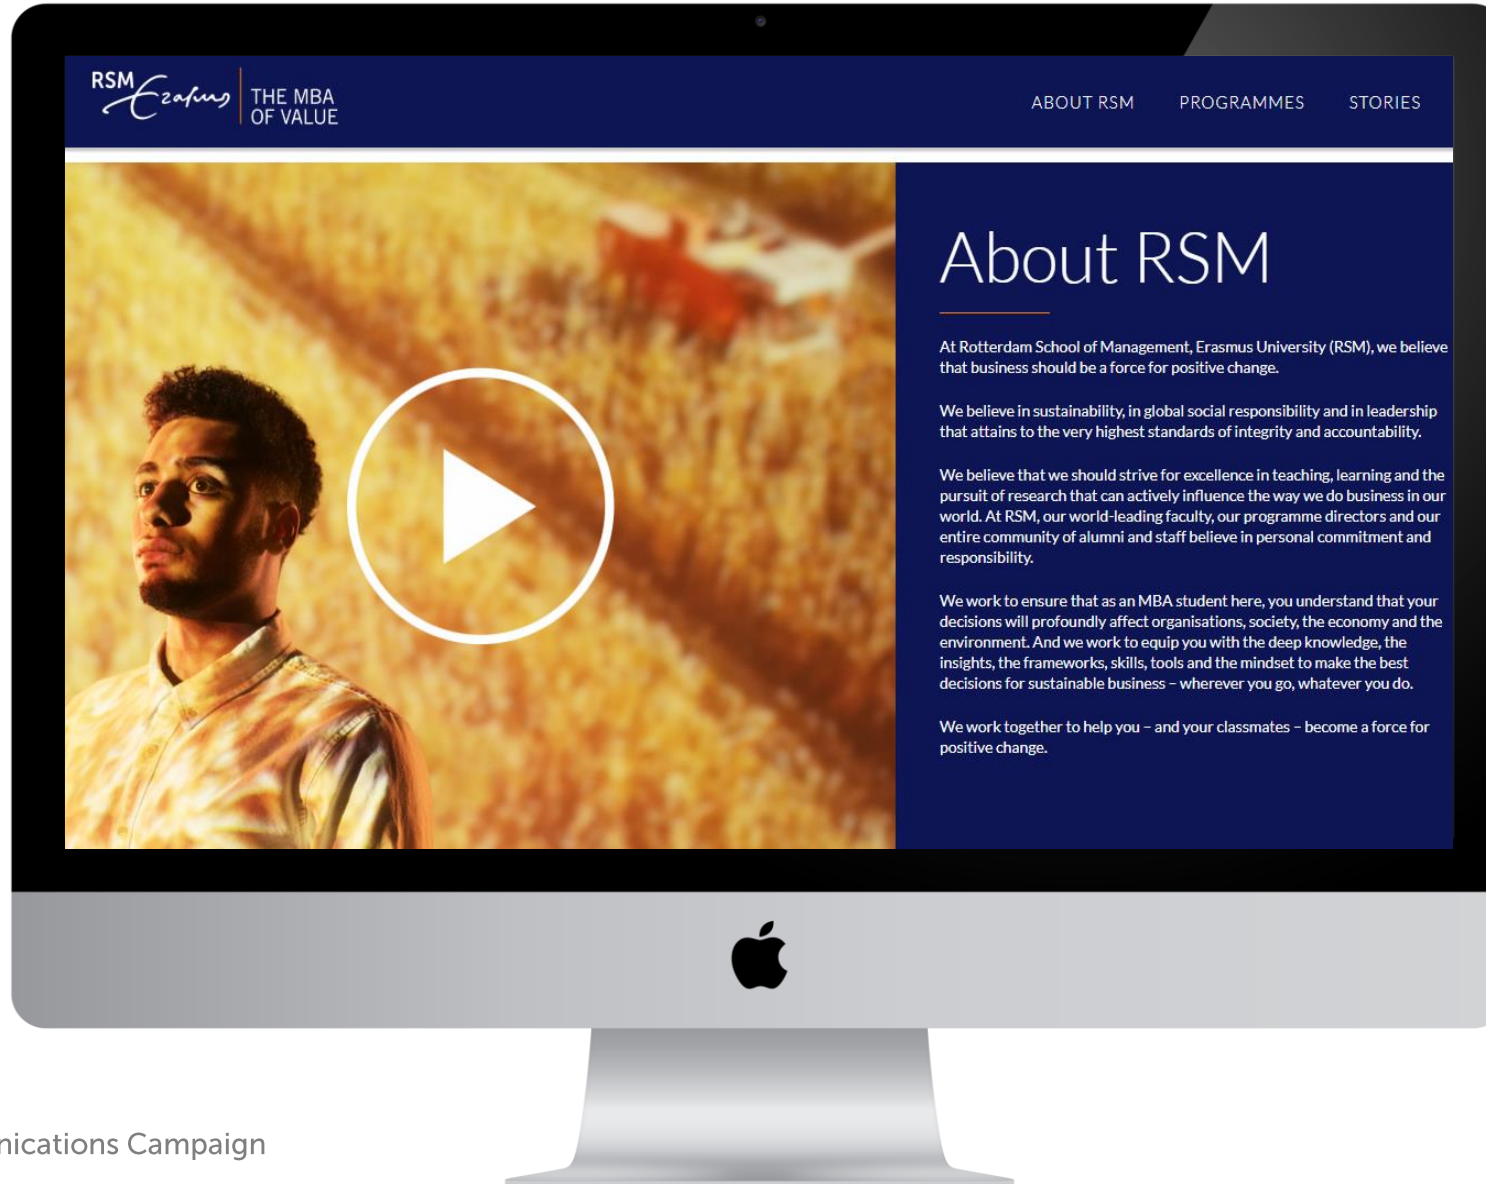 RSM Erasmus THE MBA
OF VALUE
ABOUT RSM PROGRAMMES STORIES
About RSM
At Rotterdam School of Management, Erasmus University (RSM), we believe
that business should be a force for positive change.
We believe in sustainability, in global social responsibility and in leadership
that attains to the very highest standards of integrity and accountability.
We believe that we should strive for excellence in teaching, learning and the
pursuit of research that can actively influence the way we do business in our
world. At RSM, our world-leading faculty, our programme directors and our
entire community of alumni and staff believe in personal commitment and
responsibility.
We work to ensure that as an MBA student here, you understand that your
decisions will profoundly affect organisations, society, the economy and the
environment. And we work to equip you with the deep knowledge, the
insights, the frameworks, skills, tools and the mindset to make the best
decisions for sustainable business – wherever you go, whatever you do.
We work together to help you – and your classmates – become a force for
positive change.
nications Campaign